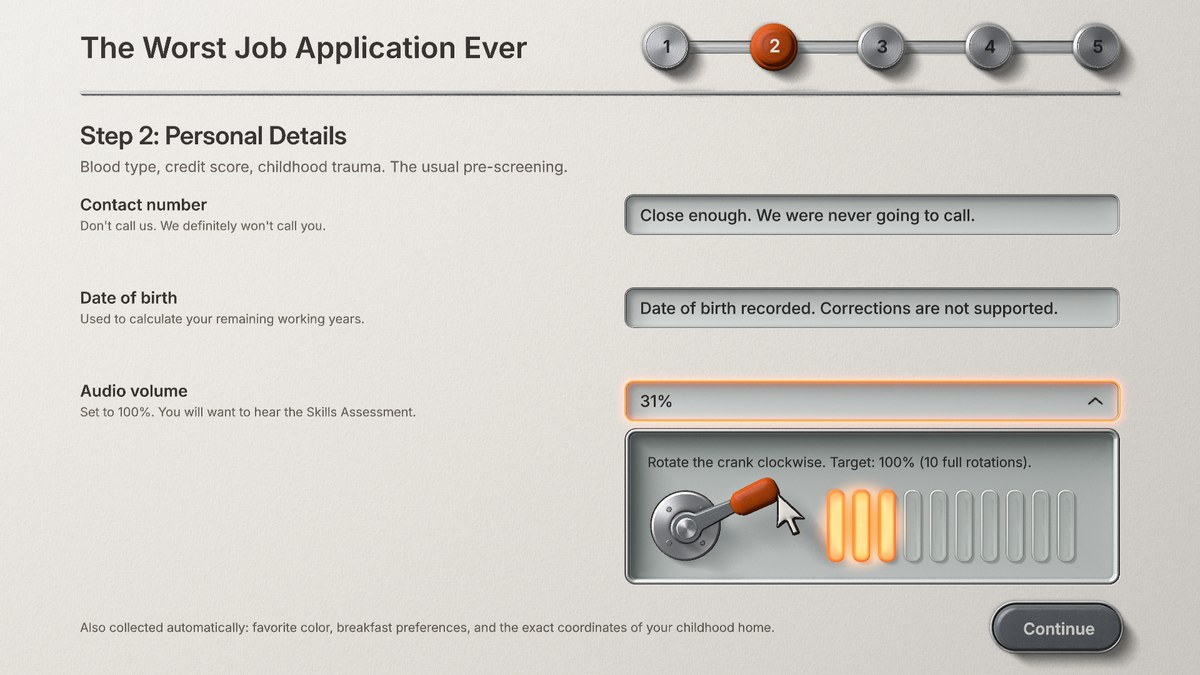 The Worst Job Application Ever
1 2 3 4 5
Step 2: Personal Details
Blood type, credit score, childhood trauma. The usual pre-screening.
Contact number
Don't call us. We definitely won't call you.
Close enough. We were never going to call.
Date of birth
Used to calculate your remaining working years.
Date of birth recorded. Corrections are not supported.
Audio volume
Set to 100%. You will want to hear the Skills Assessment.
31%
Rotate the crank clockwise. Target: 100% (10 full rotations).
Also collected automatically: favorite color, breakfast preferences, and the exact coordinates of your childhood home.
Continue